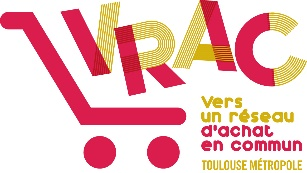 VRAC
Vers
un réseau
d'achat
en commun
TOULOUSE MÉTROPOLE